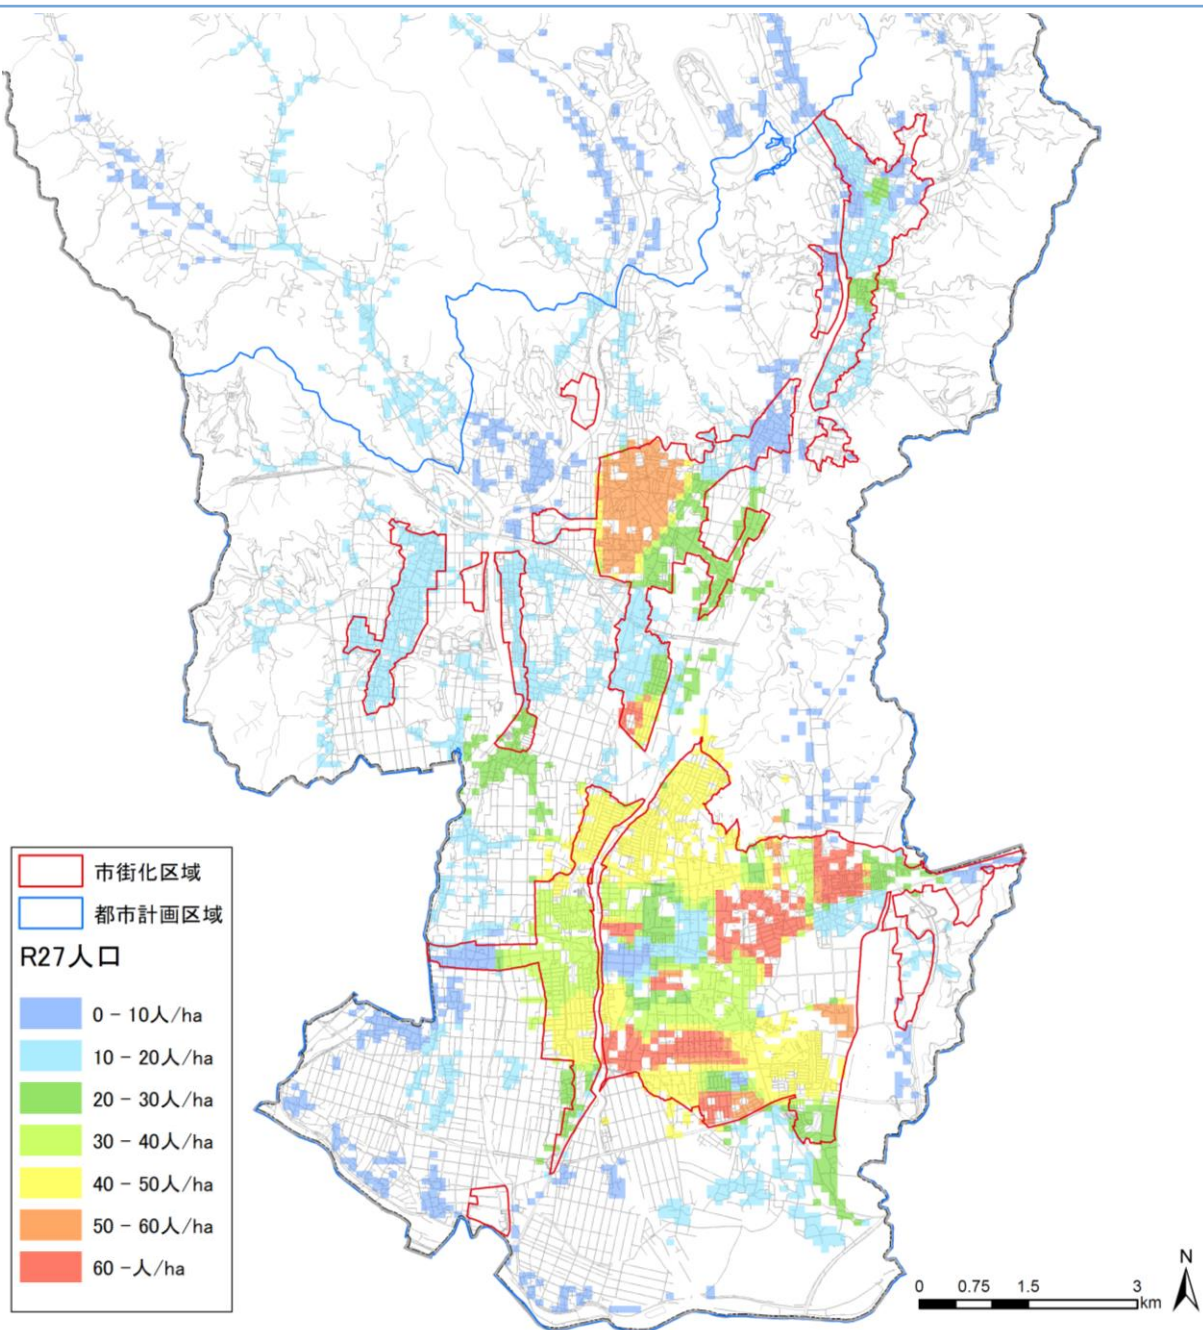 市街化区域
都市計画区域
R27人口
0 - 10人/ha
10 - 20人/ha
20 - 30人/ha
30 - 40人/ha
40 - 50人/ha
50 - 60人/ha
60 -人/ha
N
0 0.75 1.5 3
km